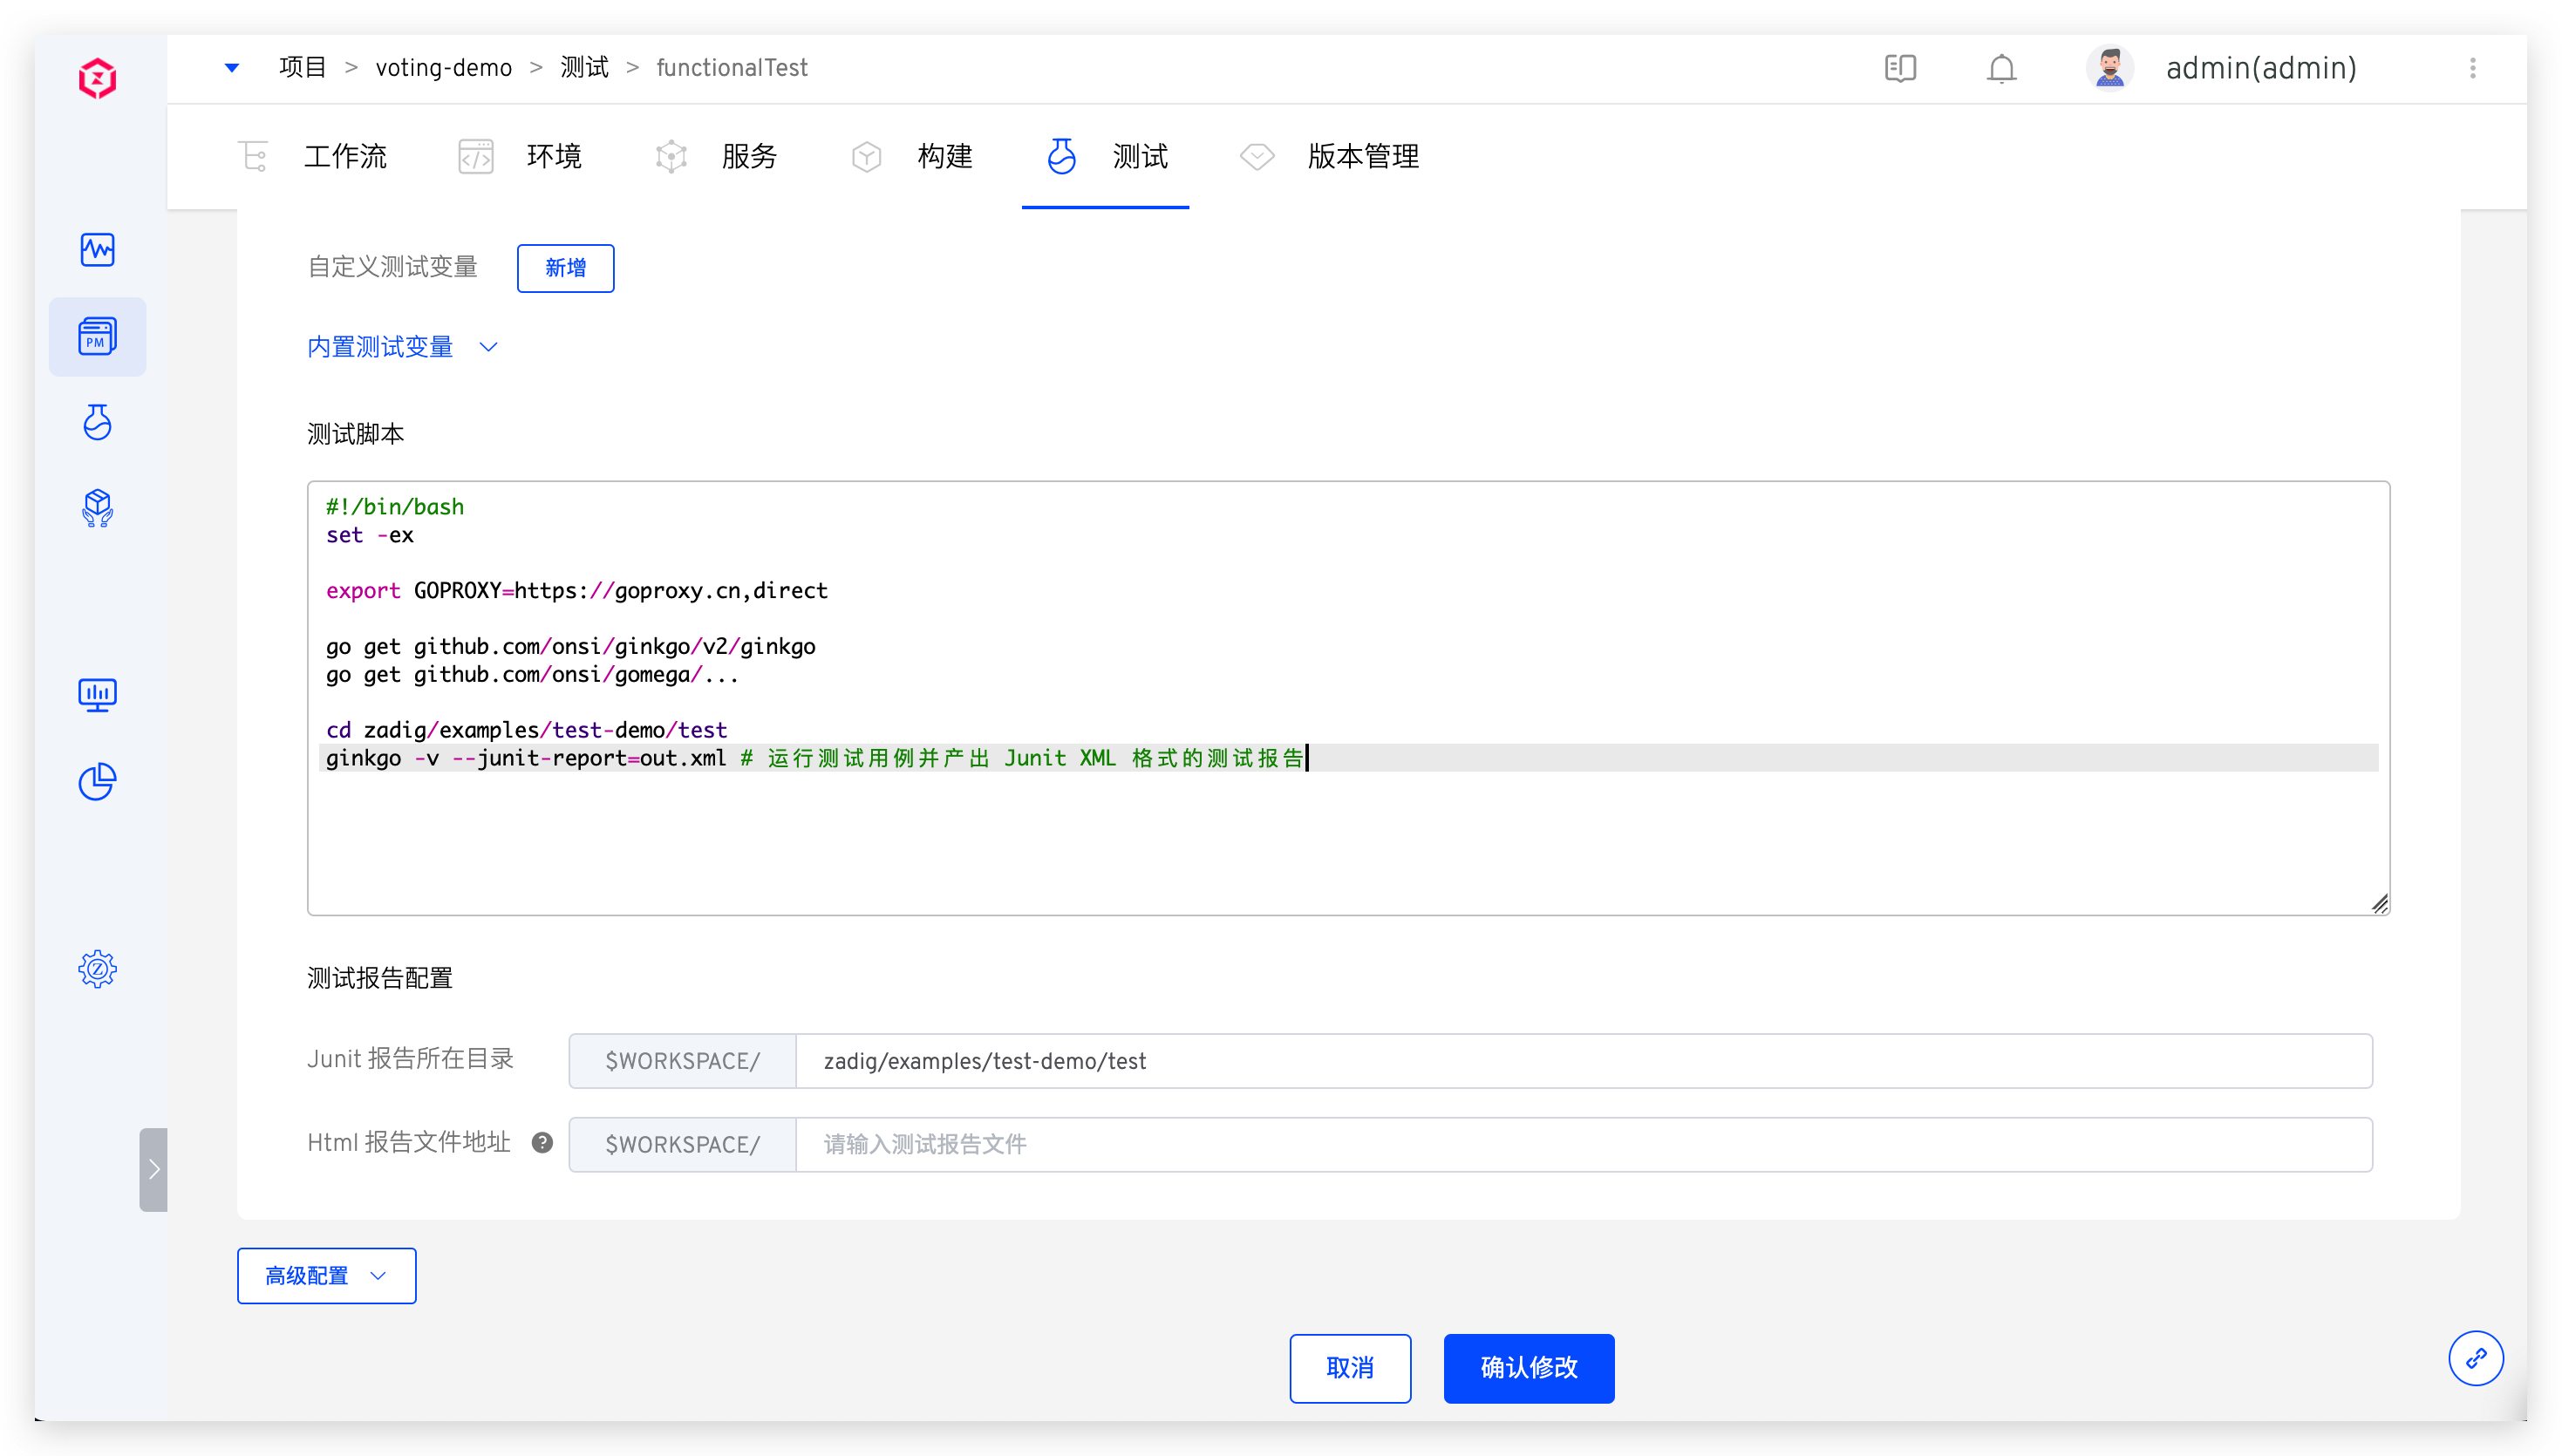 项目 > voting-demo > 测试 > functionalTest
admin(admin)
工作流 环境 服务 构建 测试 版本管理
PM
自定义测试变量 新增
内置测试变量
测试脚本
#!/bin/bash
set -ex
export GOPROXY=https://goproxy.cn,direct
go get github.com/onsi/ginkgo/v2/ginkgo
go get github.com/onsi/gomega/...
cd zadig/examples/test-demo/test
ginkgo -v --junit-report=out.xml # 运行测试用例并产出 Junit XML 格式的测试报告
测试报告配置
Junit 报告所在目录 $WORKSPACE/ zadig/examples/test-demo/test
Html 报告文件地址 ? $WORKSPACE/ 请输入测试报告文件
高级配置
取消 确认修改